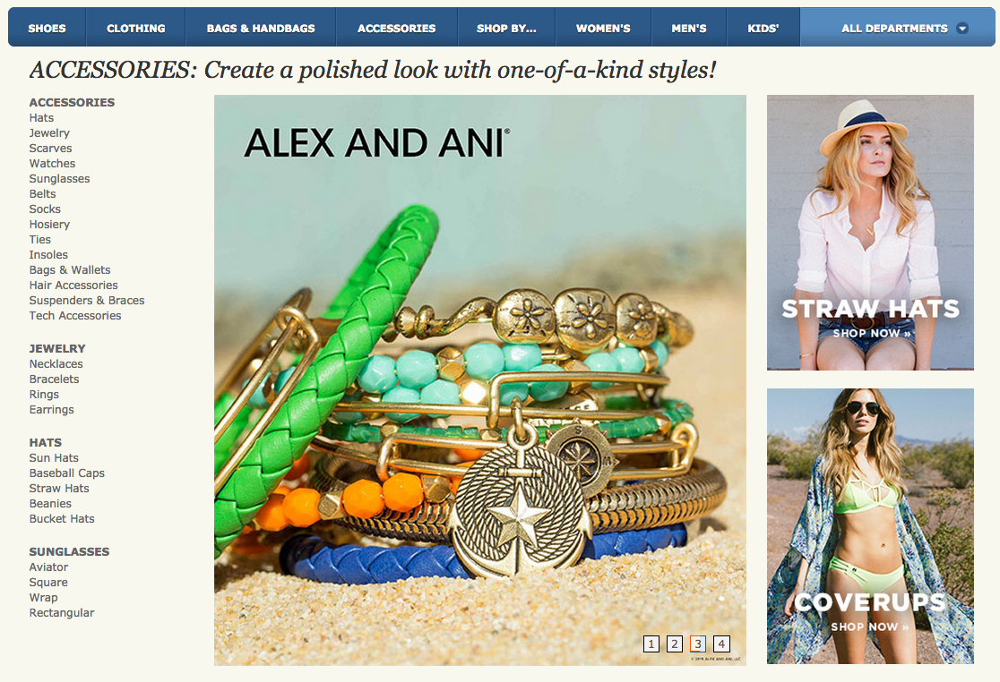 SHOES CLOTHING BAGS & HANDBAGS ACCESSORIES SHOP BY... WOMEN'S MEN'S KIDS' ALL DEPARTMENTS
ACCESSORIES: Create a polished look with one-of-a-kind styles!
ACCESSORIES
Hats
Jewelry
Scarves
Watches
Sunglasses
Belts
Socks
Hosiery
Ties
Insoles
Bags & Wallets
Hair Accessories
Suspenders & Braces
Tech Accessories
JEWELRY
Necklaces
Bracelets
Rings
Earrings
HATS
Sun Hats
Baseball Caps
Straw Hats
Beanies
Bucket Hats
SUNGLASSES
Aviator
Square
Wrap
Rectangular
ALEX AND ANI®
S
M
1 2 3 4
STRAW HATS
SHOP NOW »
COVERUPS
SHOP NOW »